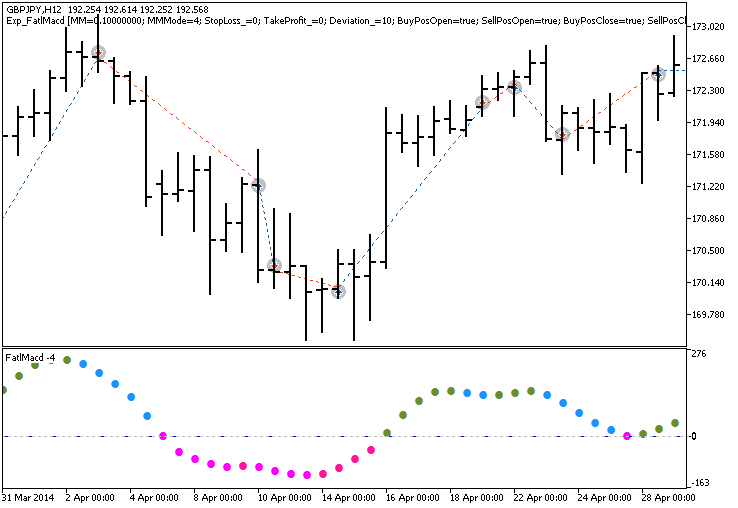 GBPJPY,H12 192.254 192.614 192.252 192.568
Exp_FatlMacd [MM=0.10000000; MMMode=4; StopLoss_=0; TakeProfit_=0; Deviation_=10; BuyPosOpen=true; SellPosOpen=true; BuyPosClose=true; SellPosCl
173.020
172.660
172.300
171.940
171.580
171.220
170.860
170.500
170.140
169.780
FatlMacd -4
276
-0
-163
31 Mar 2014
2 Apr 00:00
4 Apr 00:00
8 Apr 00:00
10 Apr 00:00
14 Apr 00:00
16 Apr 00:00
18 Apr 00:00
22 Apr 00:00
24 Apr 00:00
28 Apr 00:00